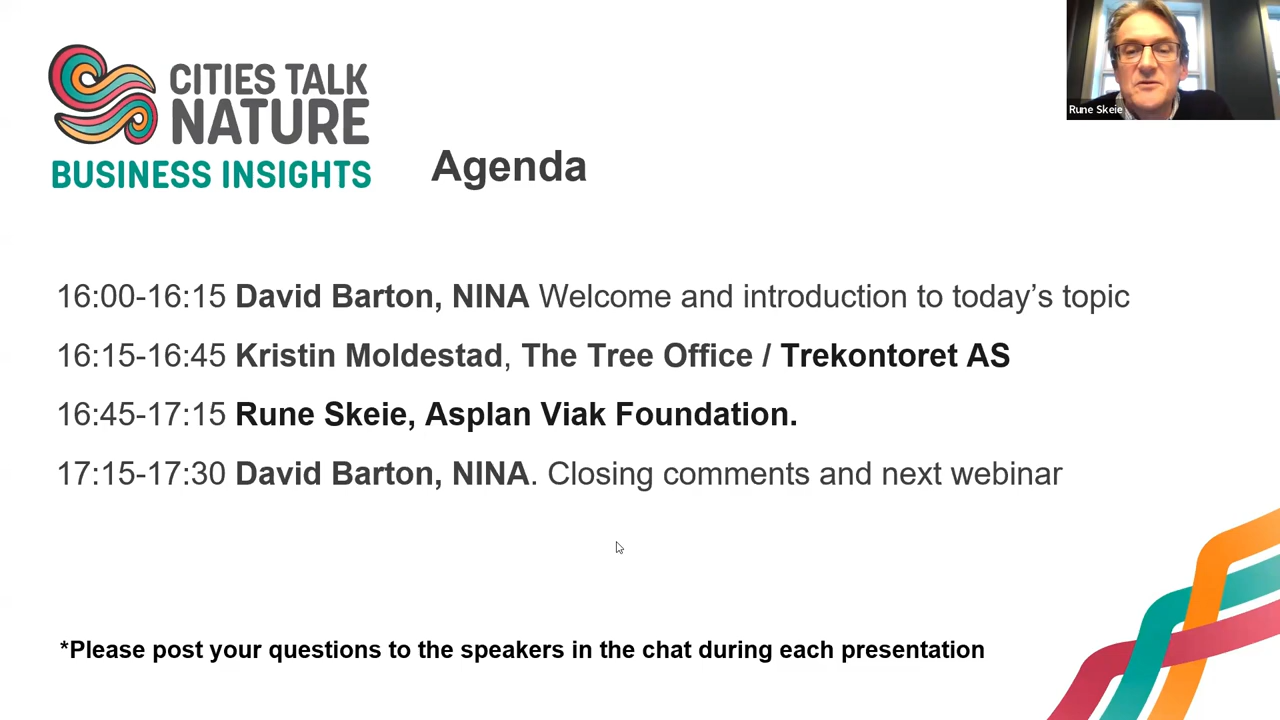 CITIES TALK
NATURE
BUSINESS INSIGHTS
Agenda
Rune Skeie
16:00-16:15 David Barton, NINA Welcome and introduction to today's topic
16:15-16:45 Kristin Moldestad, The Tree Office / Trekontoret AS
16:45-17:15 Rune Skeie, Asplan Viak Foundation.
17:15-17:30 David Barton, NINA. Closing comments and next webinar
*Please post your questions to the speakers in the chat during each presentation